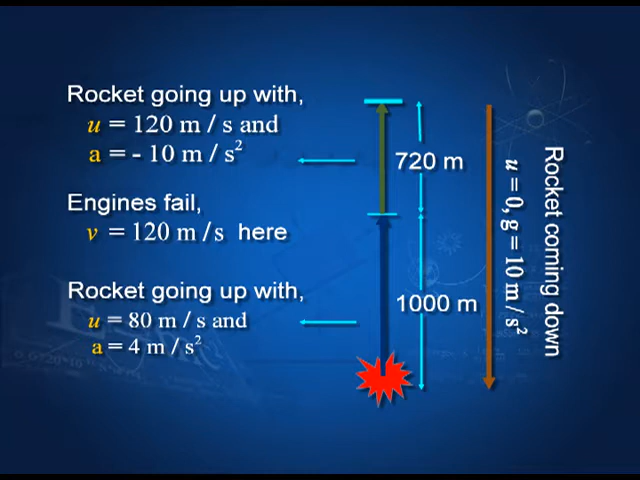 Rocket going up with,
u = 120 m / s and
a = - 10 m / s²
Engines fail,
v = 120 m / s here
Rocket going up with,
u = 80 m / s and
a = 4 m / s²
720 m
1000 m
Rocket coming down
u = 0, g = 10 m / s²